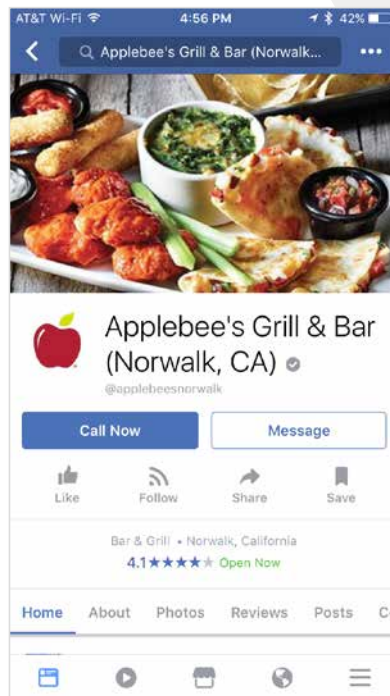 AT&T Wi-Fi 4:56 PM 42%
Applebee's Grill & Bar (Norwalk...
Applebee's Grill & Bar
(Norwalk, CA)
@applebeesnorwalk
Call Now Message
Like Follow Share Save
Bar & Grill • Norwalk, California
4.1★★★★★ Open Now
Home About Photos Reviews Posts C